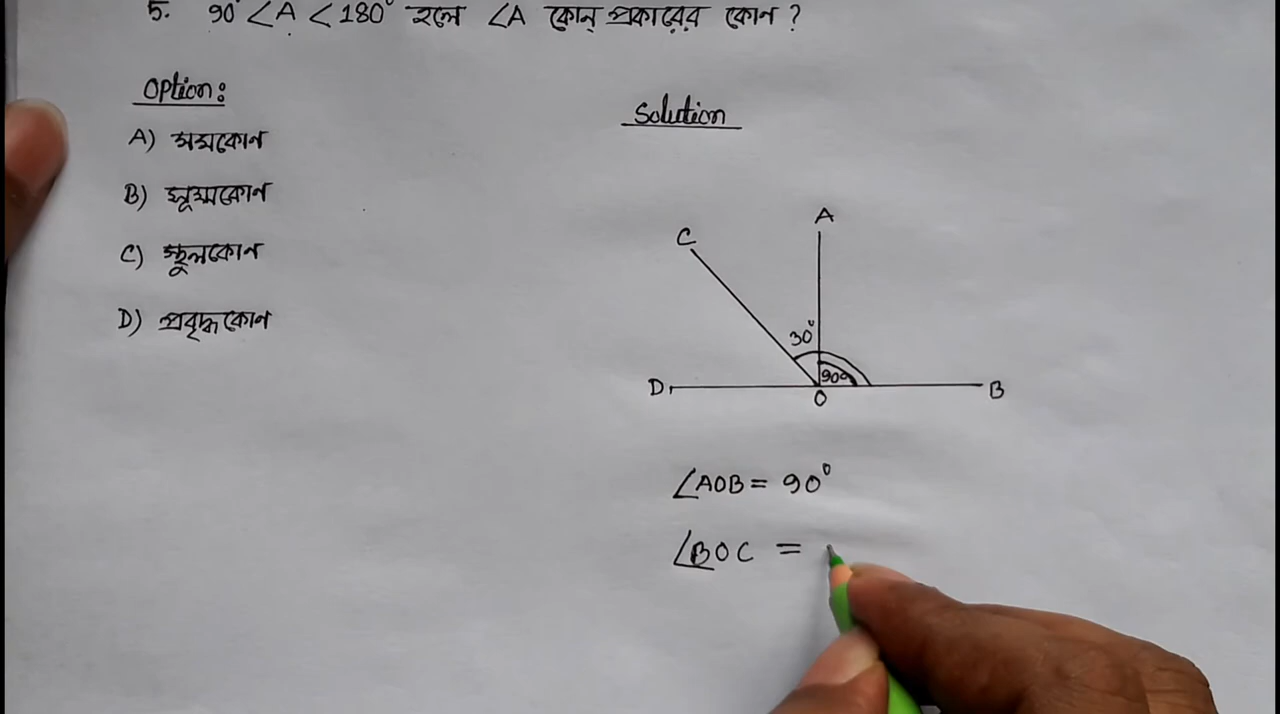 5. 90° < A < 180° হলে ∠A কোন্ প্রকারের কোন ?
Option:
Solution
A) সমকোন
B) সূক্ষ্মকোন
C) স্থূলকোন
D) প্রবৃদ্ধকোন
A
C
30°
90°
D
O
B
∠AOB = 90°
∠BOC =